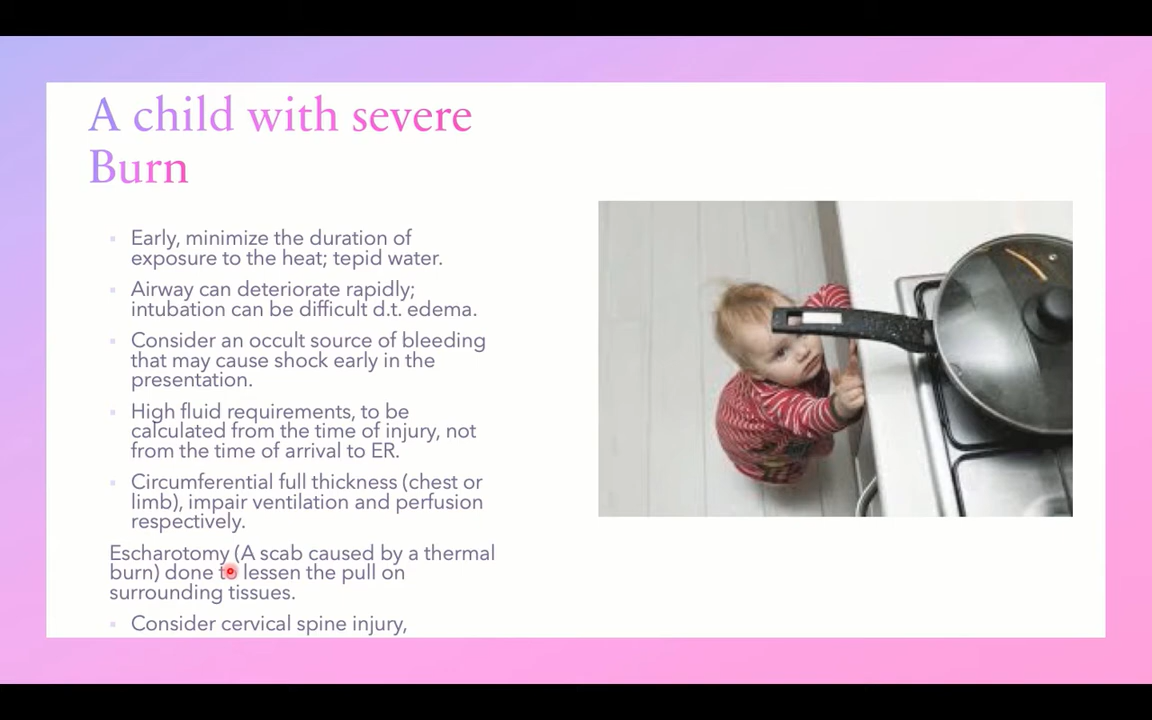 A child with severe
Burn
Early, minimize the duration of
exposure to the heat; tepid water.
Airway can deteriorate rapidly;
intubation can be difficult d.t. edema.
Consider an occult source of bleeding
that may cause shock early in the
presentation.
High fluid requirements, to be
calculated from the time of injury, not
from the time of arrival to ER.
Circumferential full thickness (chest or
limb), impair ventilation and perfusion
respectively.
Escharotomy (A scab caused by a thermal
burn) done to lessen the pull on
surrounding tissues.
Consider cervical spine injury,